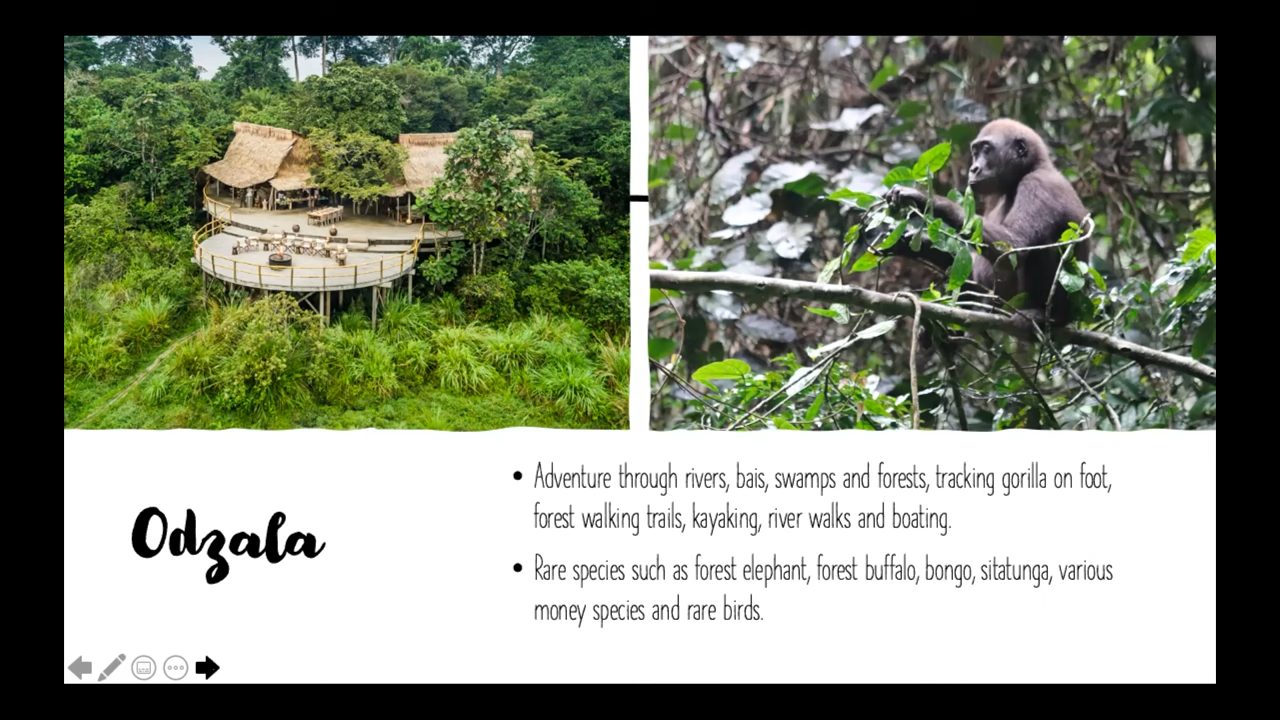 Odzala
• Adventure through rivers, bais, swamps and forests, tracking gorilla on foot,
forest walking trails, kayaking, river walks and boating.
• Rare species such as forest elephant, forest buffalo, bongo, sitatunga, various
money species and rare birds.